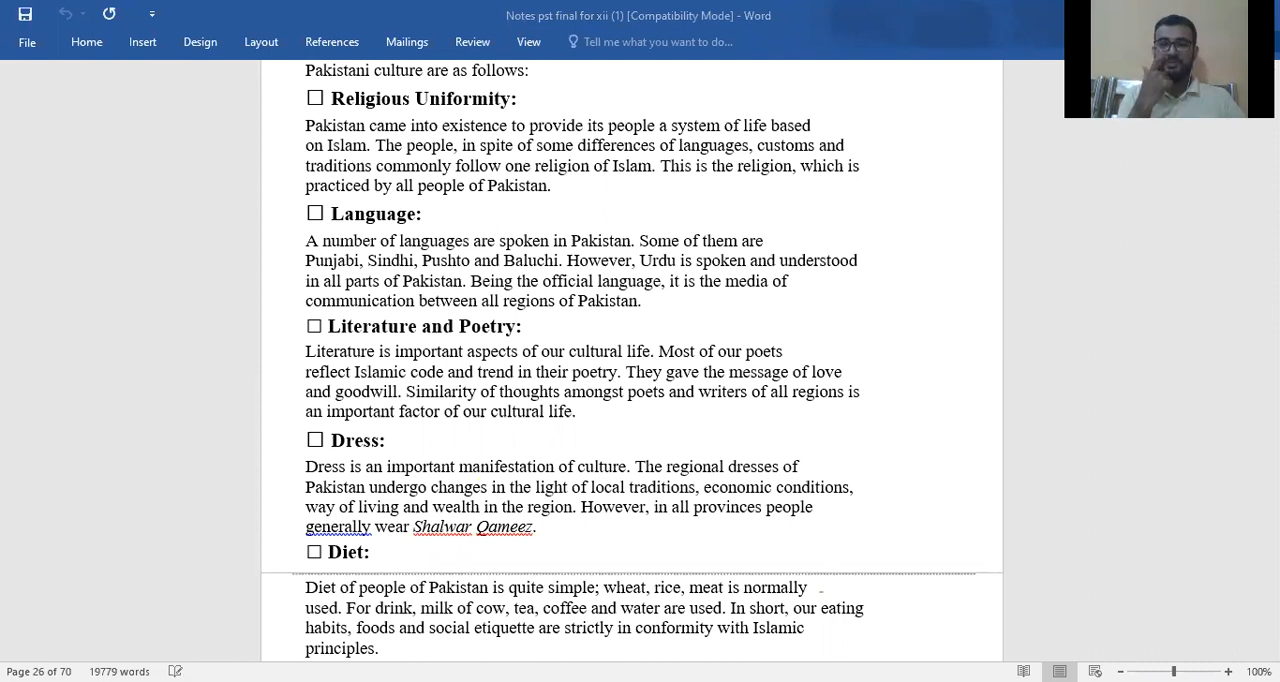 Notes pst final for xii (1) [Compatibility Mode] - Word
File Home Insert Design Layout References Mailings Review View Tell me what you want to do...
Pakistani culture are as follows:
☐ Religious Uniformity:
Pakistan came into existence to provide its people a system of life based
on Islam. The people, in spite of some differences of languages, customs and
traditions commonly follow one religion of Islam. This is the religion, which is
practiced by all people of Pakistan.
☐ Language:
A number of languages are spoken in Pakistan. Some of them are
Punjabi, Sindhi, Pushto and Baluchi. However, Urdu is spoken and understood
in all parts of Pakistan. Being the official language, it is the media of
communication between all regions of Pakistan.
☐ Literature and Poetry:
Literature is important aspects of our cultural life. Most of our poets
reflect Islamic code and trend in their poetry. They gave the message of love
and goodwill. Similarity of thoughts amongst poets and writers of all regions is
an important factor of our cultural life.
☐ Dress:
Dress is an important manifestation of culture. The regional dresses of
Pakistan undergo changes in the light of local traditions, economic conditions,
way of living and wealth in the region. However, in all provinces people
generally wear Shalwar Qameez.
☐ Diet:
Diet of people of Pakistan is quite simple; wheat, rice, meat is normally
used. For drink, milk of cow, tea, coffee and water are used. In short, our eating
habits, foods and social etiquette are strictly in conformity with Islamic
principles.
Page 26 of 70 19779 words 100%